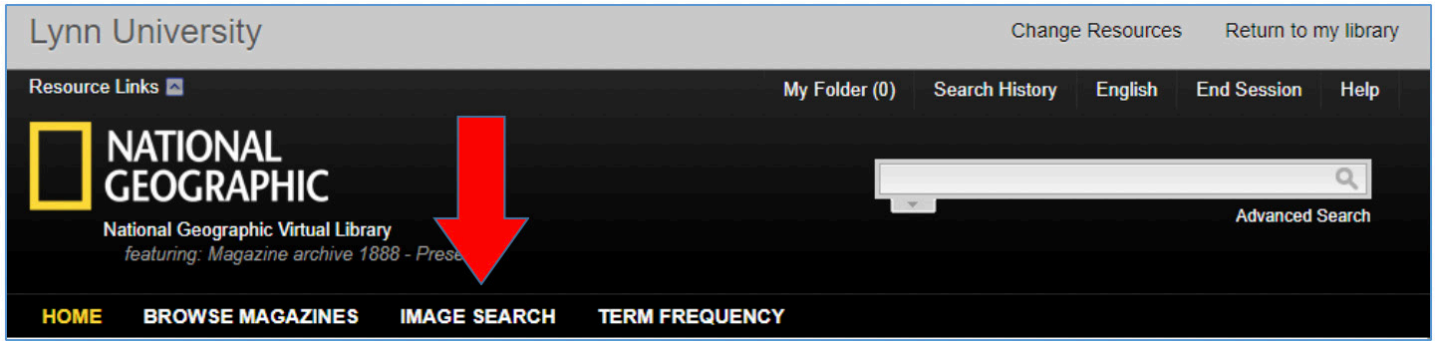 Lynn University
Change Resources Return to my library
Resource Links
My Folder (0) Search History English End Session Help
NATIONAL
GEOGRAPHIC
National Geographic Virtual Library
featuring: Magazine archive 1888 - Prese
Advanced Search
HOME BROWSE MAGAZINES IMAGE SEARCH TERM FREQUENCY